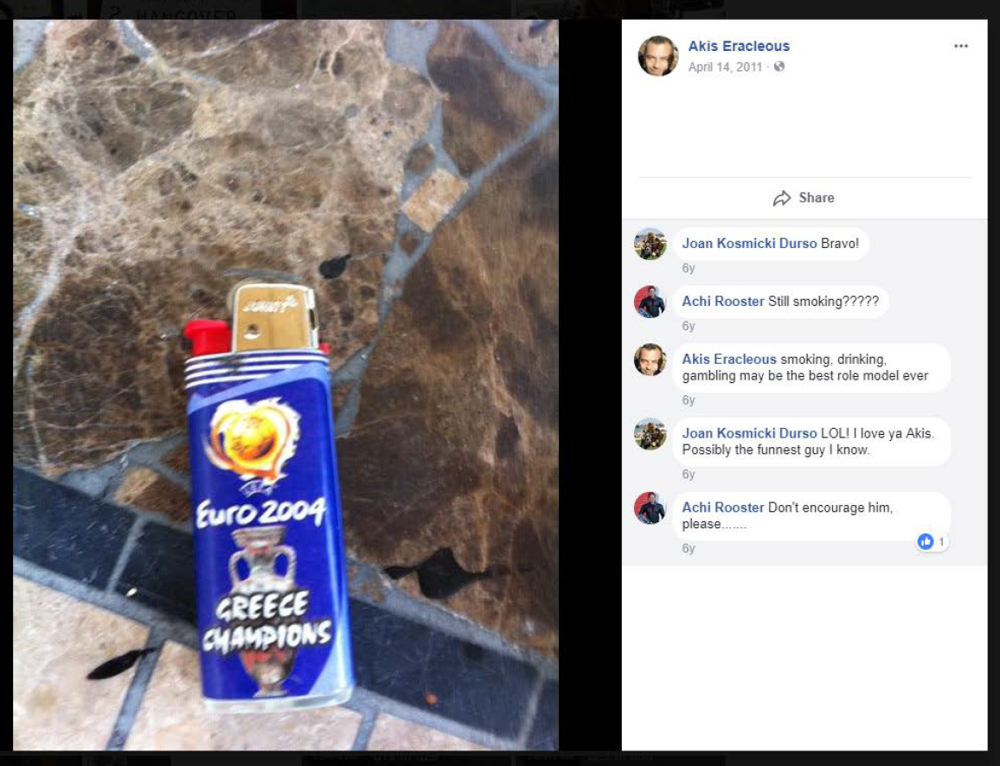 HANGOVER
UEFA
Euro 2004
GREECE
CHAMPIONS
Akis Eracleous
April 14, 2011 ·
Share
Joan Kosmicki Durso Bravo!
6y
Achi Rooster Still smoking?????
6y
Akis Eracleous smoking, drinking,
gambling may be the best role model ever
6y
Joan Kosmicki Durso LOL! I love ya Akis.
Possibly the funnest guy I know.
6y
Achi Rooster Don't encourage him,
please.......
1
6y